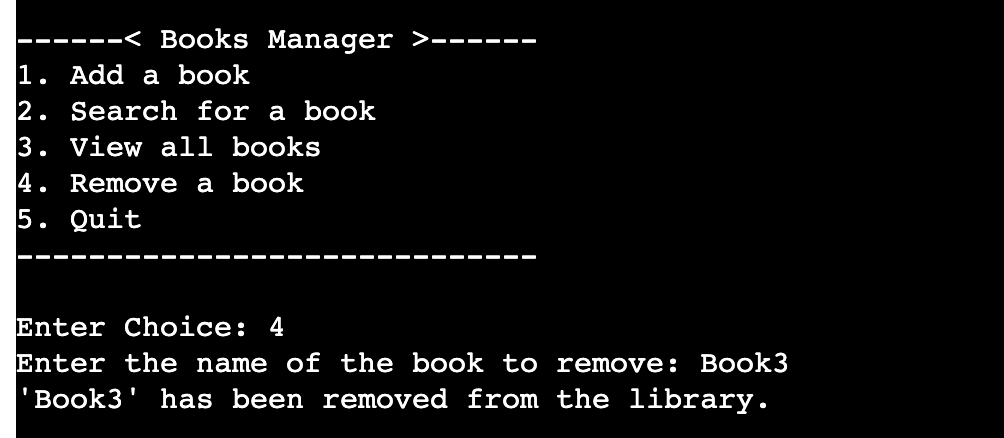 ------< Books Manager >------
1. Add a book
2. Search for a book
3. View all books
4. Remove a book
5. Quit
-----------------------------
Enter Choice: 4
Enter the name of the book to remove: Book3
'Book3' has been removed from the library.